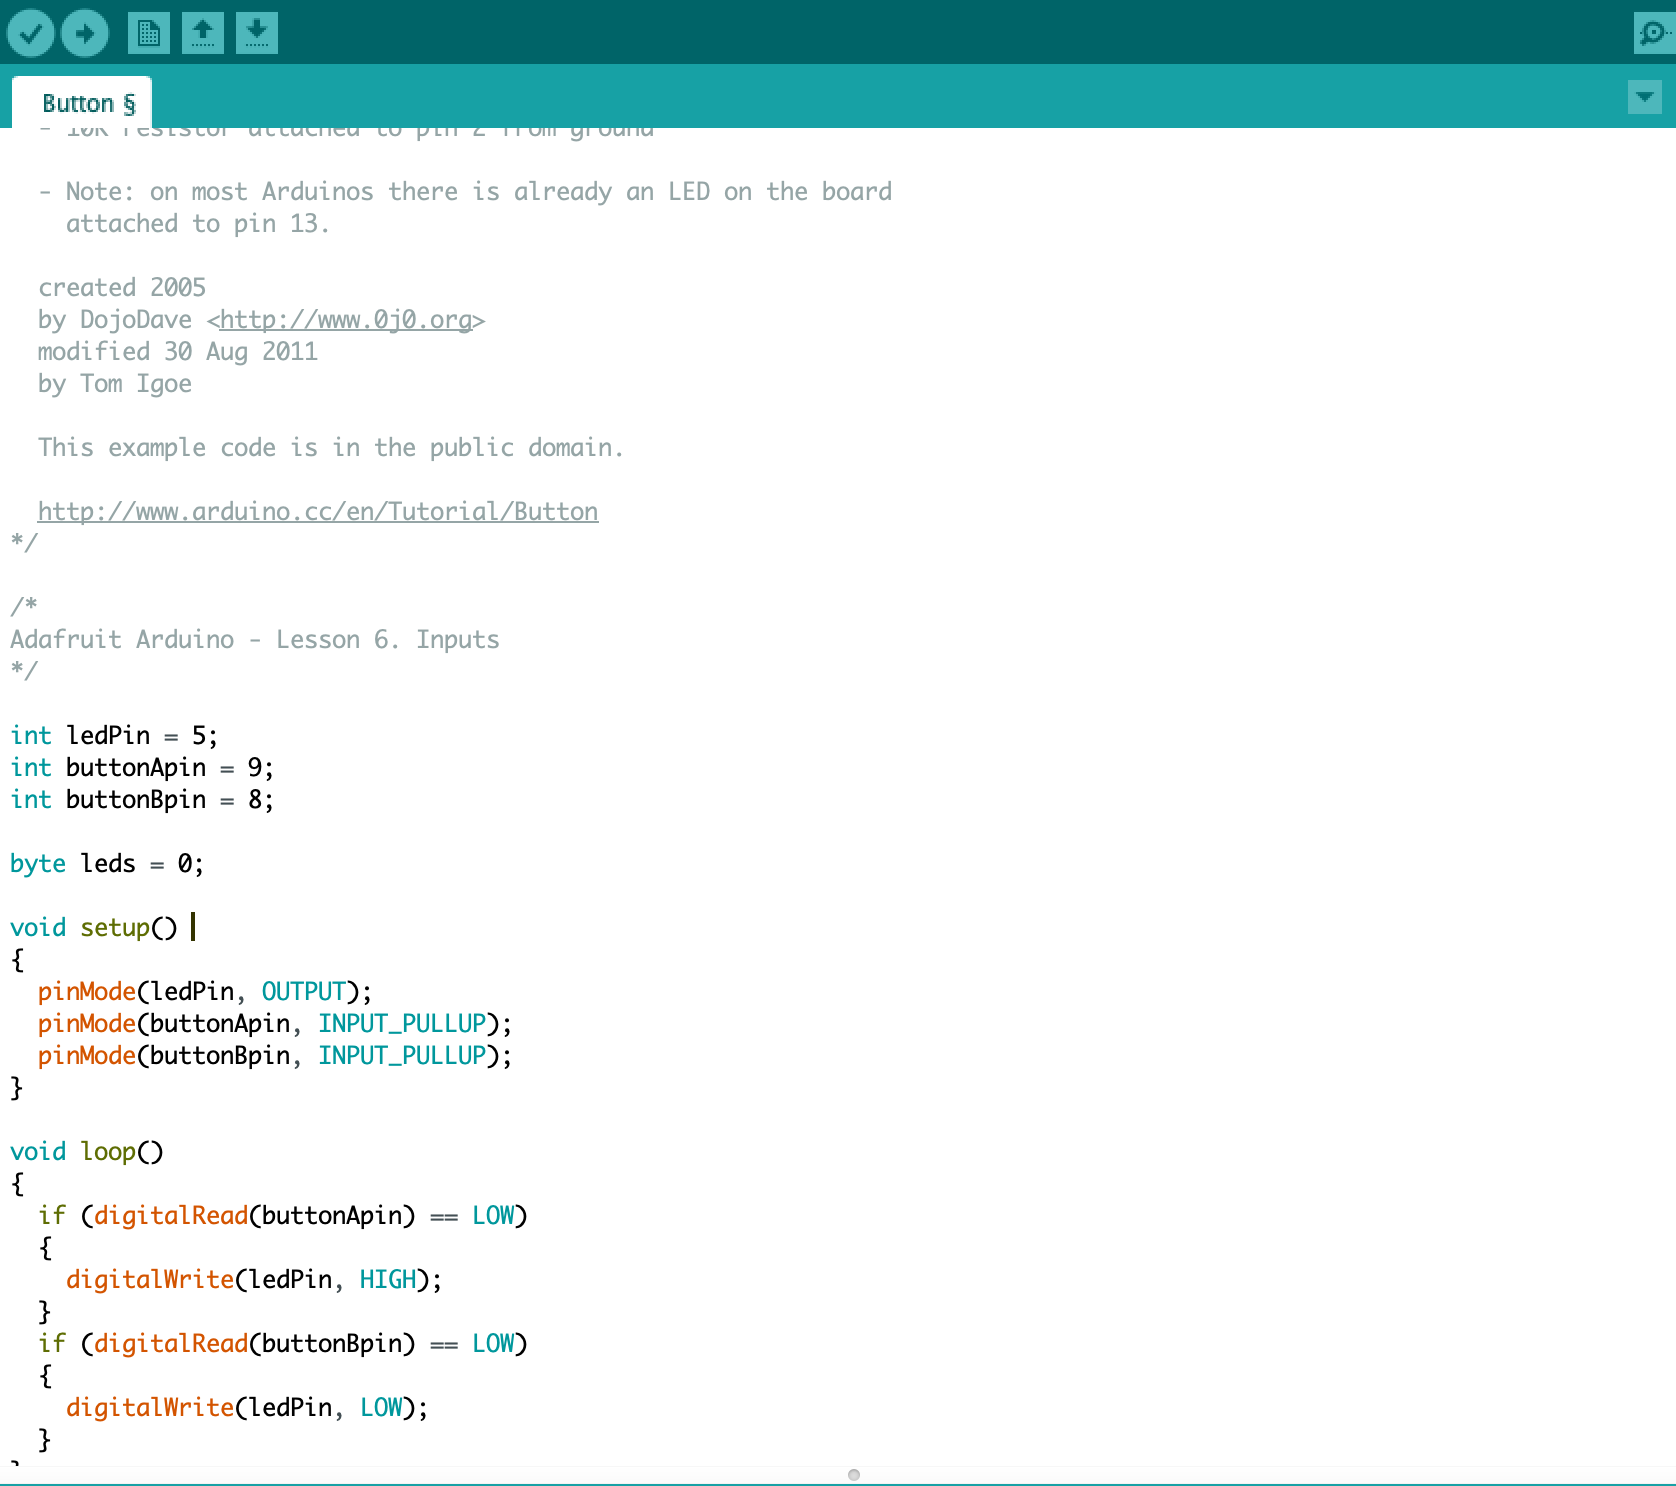 Button §
- 10K resistor attached to pin 2 from ground
- Note: on most Arduinos there is already an LED on the board
attached to pin 13.
created 2005
by DojoDave <http://www.0j0.org>
modified 30 Aug 2011
by Tom Igoe
This example code is in the public domain.
http://www.arduino.cc/en/Tutorial/Button
*/
/*
Adafruit Arduino - Lesson 6. Inputs
*/
int ledPin = 5;
int buttonApin = 9;
int buttonBpin = 8;
byte leds = 0;
void setup()
{
pinMode(ledPin, OUTPUT);
pinMode(buttonApin, INPUT_PULLUP);
pinMode(buttonBpin, INPUT_PULLUP);
}
void loop()
{
if (digitalRead(buttonApin) == LOW)
{
digitalWrite(ledPin, HIGH);
}
if (digitalRead(buttonBpin) == LOW)
{
digitalWrite(ledPin, LOW);
}
}